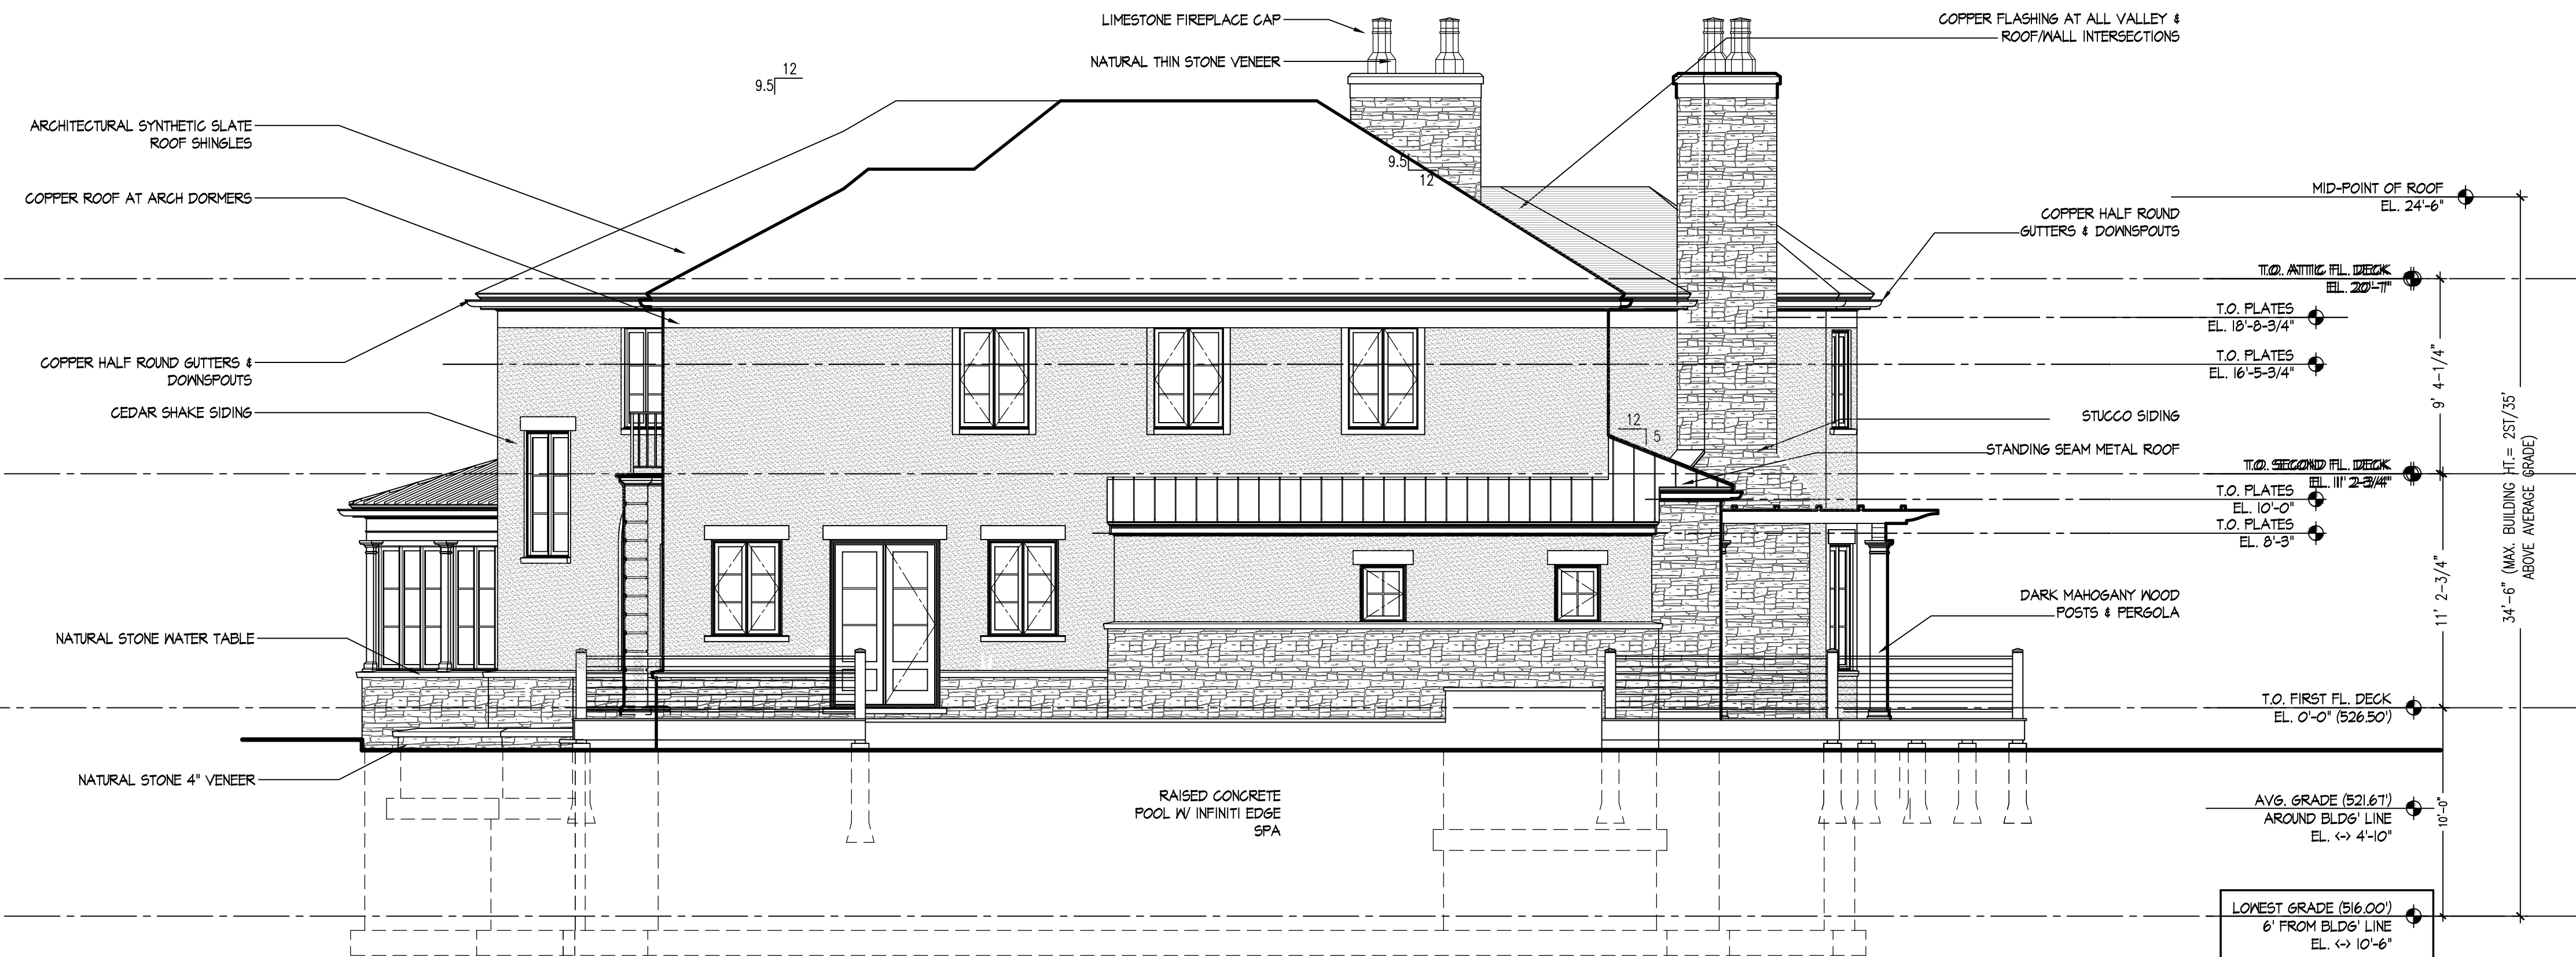 LIMESTONE FIREPLACE CAP
NATURAL THIN STONE VENEER
COPPER FLASHING AT ALL VALLEY &
ROOF/WALL INTERSECTIONS
12
9.5
ARCHITECTURAL SYNTHETIC SLATE
ROOF SHINGLES
COPPER ROOF AT ARCH DORMERS
9.5
12
COPPER HALF ROUND
GUTTERS & DOWNSPOUTS
MID-POINT OF ROOF
EL. 24'-6"
T.O. ATTIC FL. DECK
EL. 20'-7"
T.O. PLATES
EL. 18'-8-3/4"
COPPER HALF ROUND GUTTERS &
DOWNSPOUTS
T.O. PLATES
EL. 16'-5-3/4"
CEDAR SHAKE SIDING
12
5
STUCCO SIDING
STANDING SEAM METAL ROOF
9' 4-1/4"
T.O. SECOND FL. DECK
EL. 11' 2-3/4"
T.O. PLATES
EL. 10'-0"
T.O. PLATES
EL. 8'-3"
34'-6" (MAX. BUILDING HT.= 2ST/35'
ABOVE AVERAGE GRADE)
11' 2-3/4"
DARK MAHOGANY WOOD
POSTS & PERGOLA
NATURAL STONE WATER TABLE
T.O. FIRST FL. DECK
EL. 0'-0" (526.50')
NATURAL STONE 4" VENEER
RAISED CONCRETE
POOL W/ INFINITI EDGE
SPA
AVG. GRADE (521.67')
AROUND BLDG' LINE
EL. <-> 4'-10"
10'-0"
LOWEST GRADE (516.00')
6' FROM BLDG' LINE
EL. <-> 10'-6"